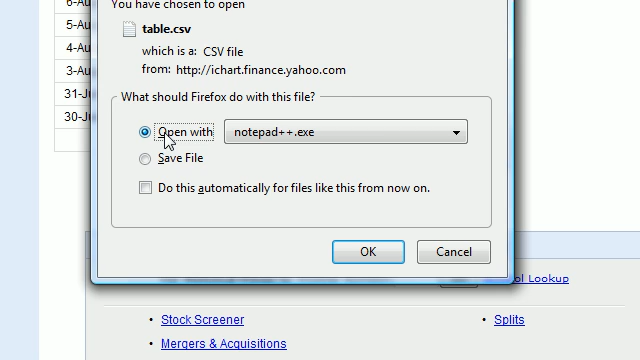 You have chosen to open
table.csv
which is a: CSV file
from: http://ichart.finance.yahoo.com
What should Firefox do with this file?
Open with notepad++.exe
Save File
Do this automatically for files like this from now on.
OK Cancel
5-Au
4-Au
3-Au
31-Ju
30-Ju
ol Lookup
• Stock Screener • Splits
• Mergers & Acquisitions